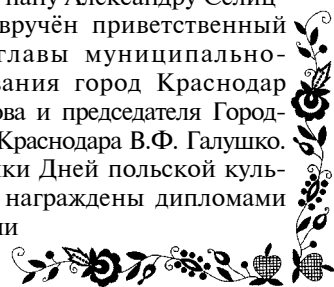 пану Александру Селиц-
вручён приветственный
главы муниципально-
вания город Краснодар
ова и председателя Город-
Краснодара В.Ф. Галушко.
ки Дней польской куль-
награждены дипломами
ии